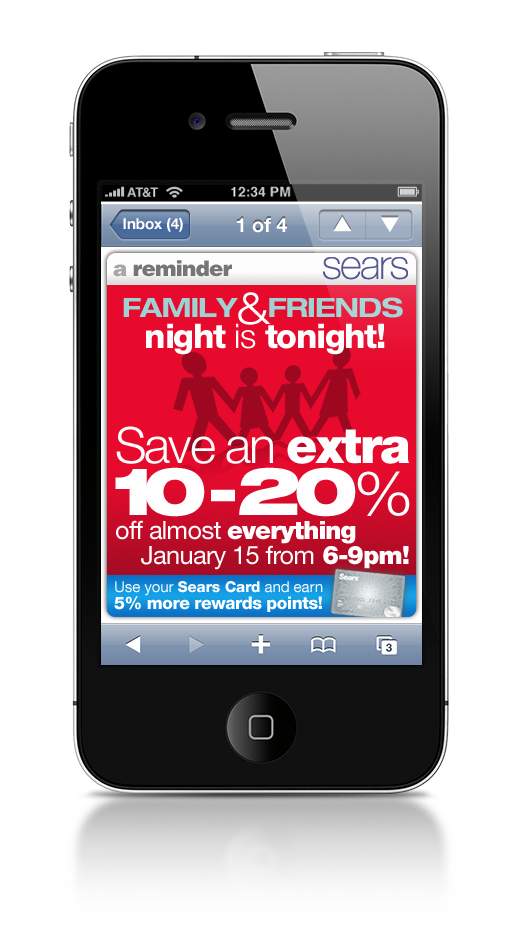 AT&T 12:34 PM
Inbox (4) 1 of 4
a reminder sears
FAMILY&FRIENDS
night is tonight!
Save an extra
10-20%
off almost everything
January 15 from 6-9pm!
Use your Sears Card and earn
5% more rewards points!
Sears
3